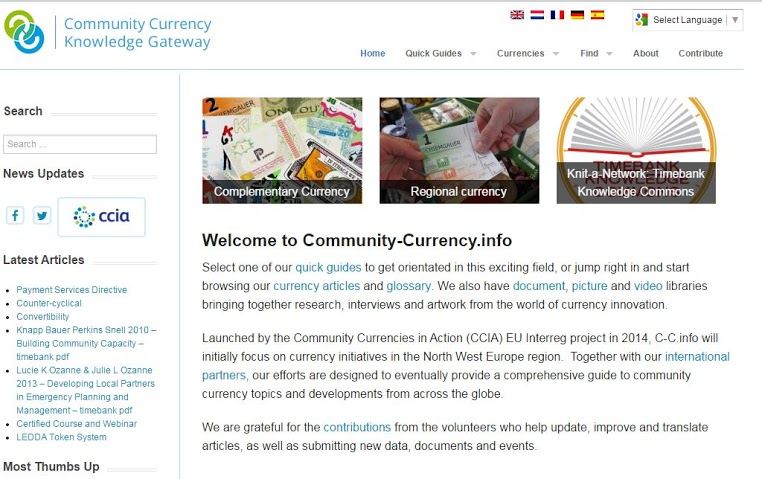 Community Currency
Knowledge Gateway
Select Language
Home Quick Guides Currencies Find About Contribute
Search
Search ...
News Updates
ccia
Latest Articles
Payment Services Directive
Counter-cyclical
Convertibility
Knapp Bauer Perkins Snell 2010 –
Building Community Capacity –
timebank pdf
Lucie K Ozanne & Julie L Ozanne
2013 – Developing Local Partners
in Emergency Planning and
Management – timebank pdf
Certified Course and Webinar
LEDDA Token System
Most Thumbs Up
Complementary Currency
CHIEMGAUER
Regional currency
TIMEBANK
KNOWLEDGE
Knit-a-Network: Timebank
Knowledge Commons
Welcome to Community-Currency.info
Select one of our quick guides to get orientated in this exciting field, or jump right in and start
browsing our currency articles and glossary. We also have document, picture and video libraries
bringing together research, interviews and artwork from the world of currency innovation.
Launched by the Community Currencies in Action (CCIA) EU Interreg project in 2014, C-C.info will
initially focus on currency initiatives in the North West Europe region. Together with our international
partners, our efforts are designed to eventually provide a comprehensive guide to community
currency topics and developments from across the globe.
We are grateful for the contributions from the volunteers who help update, improve and translate
articles, as well as submitting new data, documents and events.